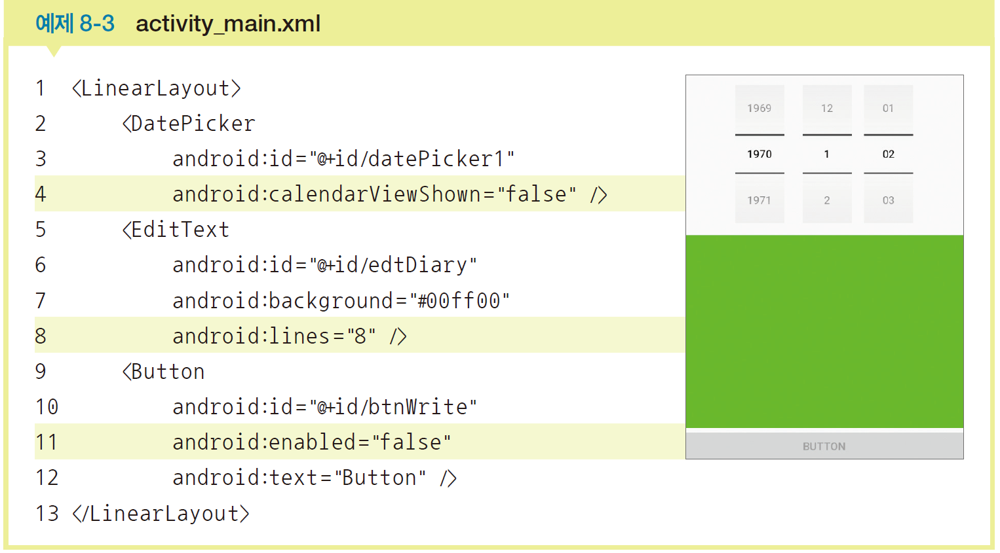 예제 8-3 activity_main.xml
1 <LinearLayout>
2 <DatePicker
3 android:id="@+id/datePicker1"
4 android:calendarViewShown="false" />
5 <EditText
6 android:id="@+id/edtDiary"
7 android:background="#00ff00"
8 android:lines="8" />
9 <Button
10 android:id="@+id/btnWrite"
11 android:enabled="false"
12 android:text="Button" />
13 </LinearLayout>
1969 12 01
1970 1 02
1971 2 03
BUTTON